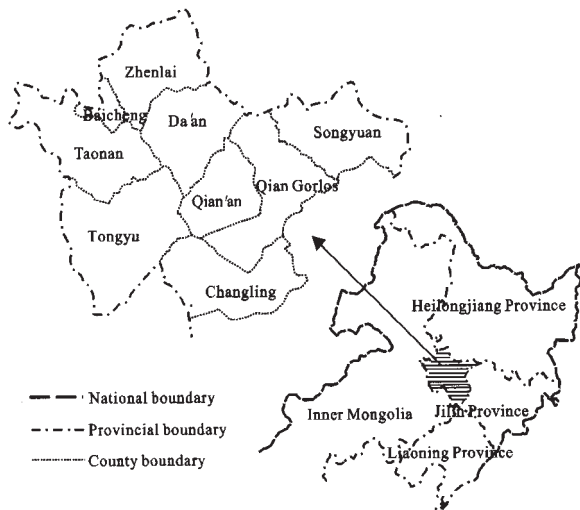 Zhenlai
Baicheng
Da'an
Songyuan
Taonan
Qian'an
Qian Gorlos
Tongyu
Changling
Heilongjiang Province
Inner Mongolia
Jilin Province
Liaoning Province
National boundary
Provincial boundary
County boundary